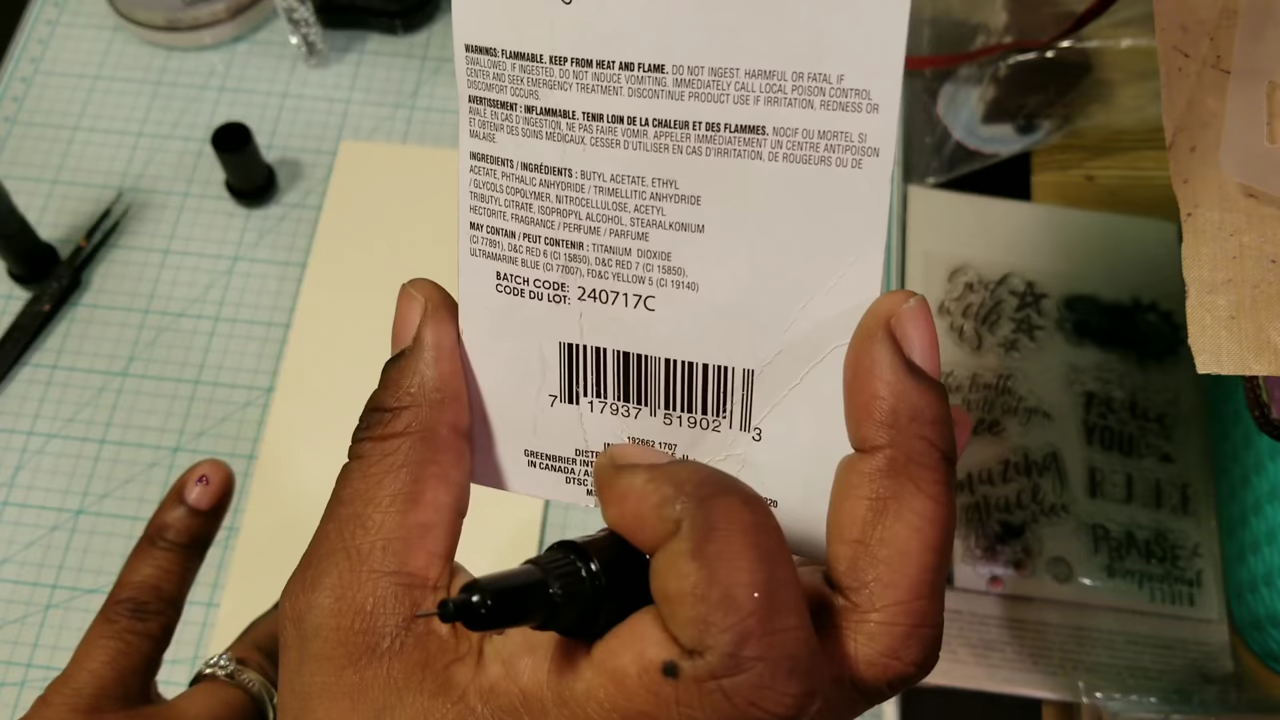 WARNINGS: FLAMMABLE. KEEP FROM HEAT AND FLAME. DO NOT INGEST. HARMFUL OR FATAL IF
SWALLOWED. IF INGESTED, DO NOT INDUCE VOMITING. IMMEDIATELY CALL LOCAL POISON CONTROL
CENTER AND SEEK EMERGENCY TREATMENT. DISCONTINUE PRODUCT USE IF IRRITATION, REDNESS OR
DISCOMFORT OCCURS.
AVERTISSEMENT : INFLAMMABLE. TENIR LOIN DE LA CHALEUR ET DES FLAMMES. NOCIF OU MORTEL SI
AVALÉ. EN CAS D'INGESTION, NE PAS FAIRE VOMIR. APPELER IMMÉDIATEMENT UN CENTRE ANTIPOISON
ET OBTENIR DES SOINS MÉDICAUX. CESSER D'UTILISER EN CAS D'IRRITATION, DE ROUGEURS OU DE
MALAISE.
INGREDIENTS / INGRÉDIENTS : BUTYL ACETATE, ETHYL
ACETATE, PHTHALIC ANHYDRIDE / TRIMELLITIC ANHYDRIDE
/ GLYCOLS COPOLYMER, NITROCELLULOSE, ACETYL
TRIBUTYL CITRATE, ISOPROPYL ALCOHOL, STEARALKONIUM
HECTORITE, FRAGRANCE / PERFUME / PARFUME
MAY CONTAIN / PEUT CONTENIR : TITANIUM DIOXIDE
(CI 77891), D&C RED 6 (CI 15850), D&C RED 7 (CI 15850),
ULTRAMARINE BLUE (CI 77007), FD&C YELLOW 5 (CI 19140)
BATCH CODE: 240717C
CODE DU LOT:
7 17937 51902 3
192662 1707
GREENBRIER
IN CANADA /
DTSC
amazing
grace
YOU
PRAISE